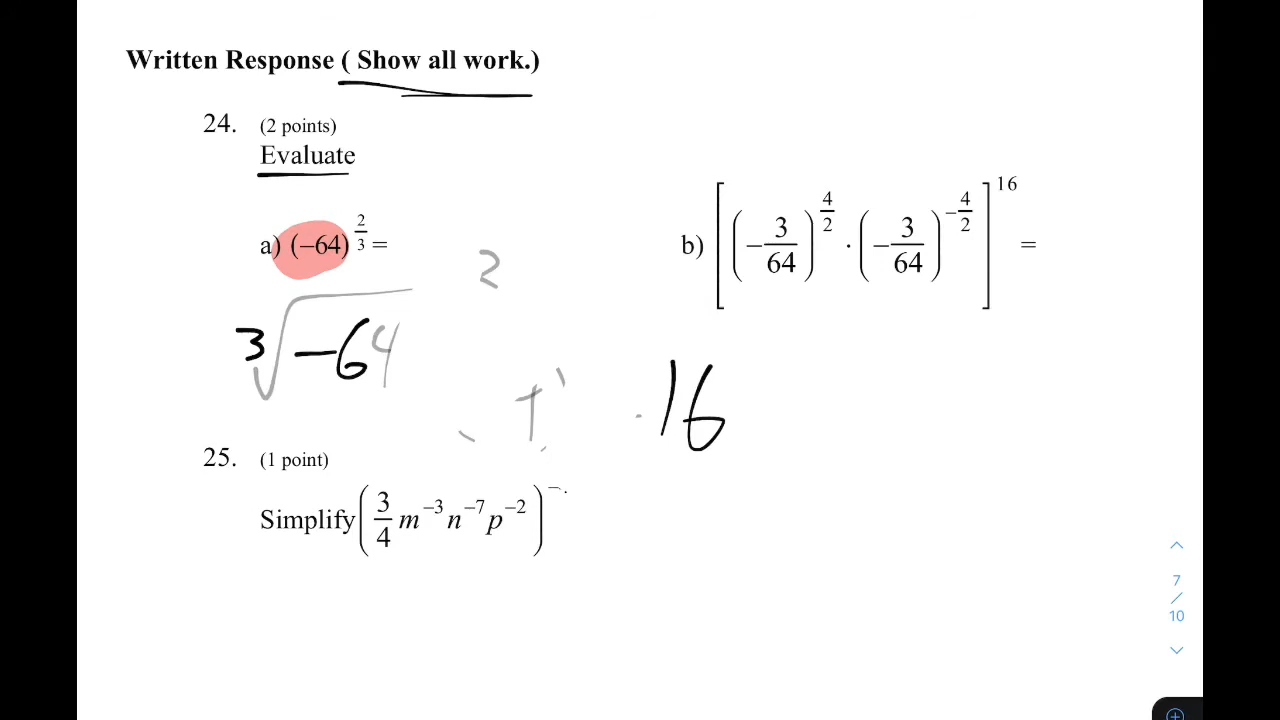 Written Response ( Show all work.)
24. (2 points)
Evaluate
a) (−64)^(2/3) =
b) [(−3/64)^(4/2) · (−3/64)^(−4/2)]^16 =
2
∛−64
16
25. (1 point)
Simplify (3/4 m^−3 n^−7 p^−2)
7
/
10